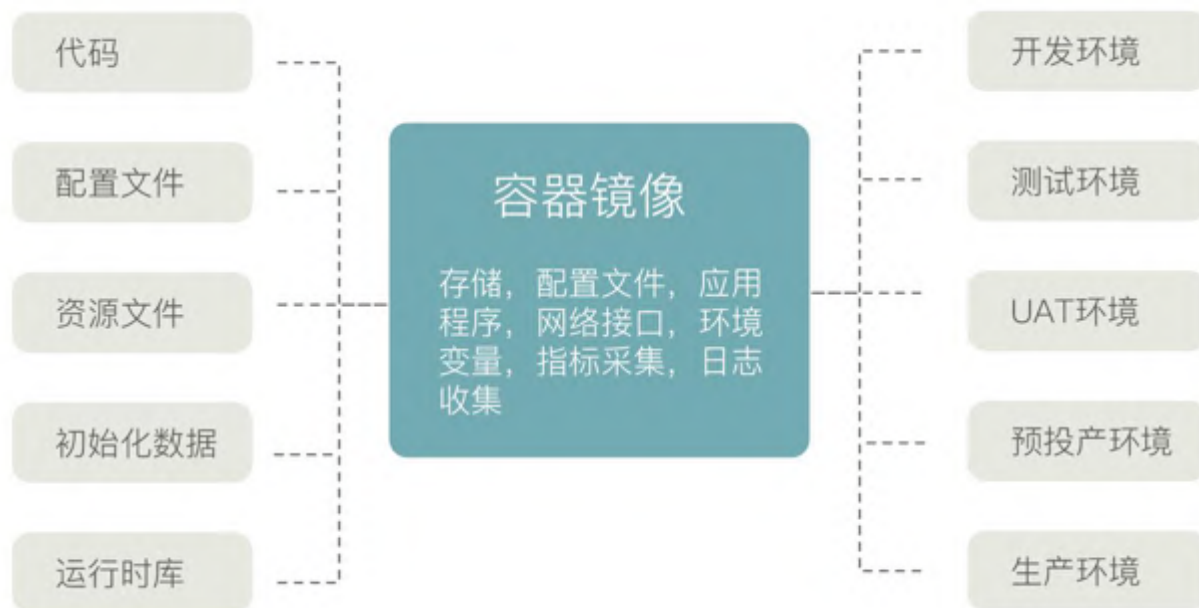 代码
配置文件
资源文件
初始化数据
运行时库
容器镜像
存储，配置文件，应用
程序，网络接口，环境
变量，指标采集，日志
收集
开发环境
测试环境
UAT环境
预投产环境
生产环境